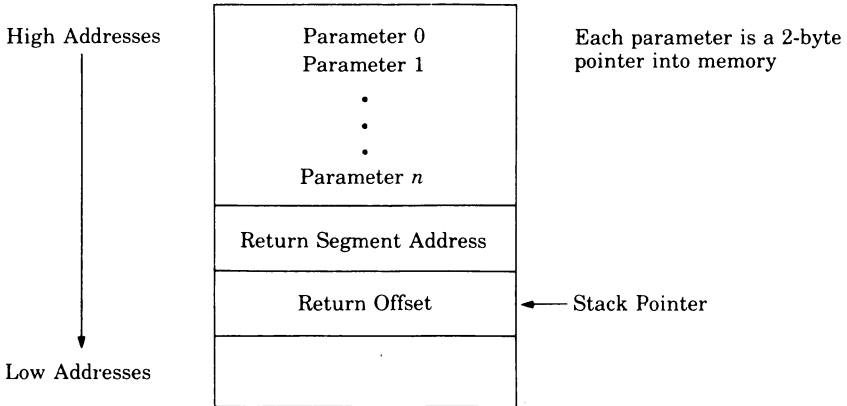 High Addresses
Parameter 0
Parameter 1
Parameter n
Each parameter is a 2-byte
pointer into memory
Return Segment Address
Return Offset
Stack Pointer
Low Addresses